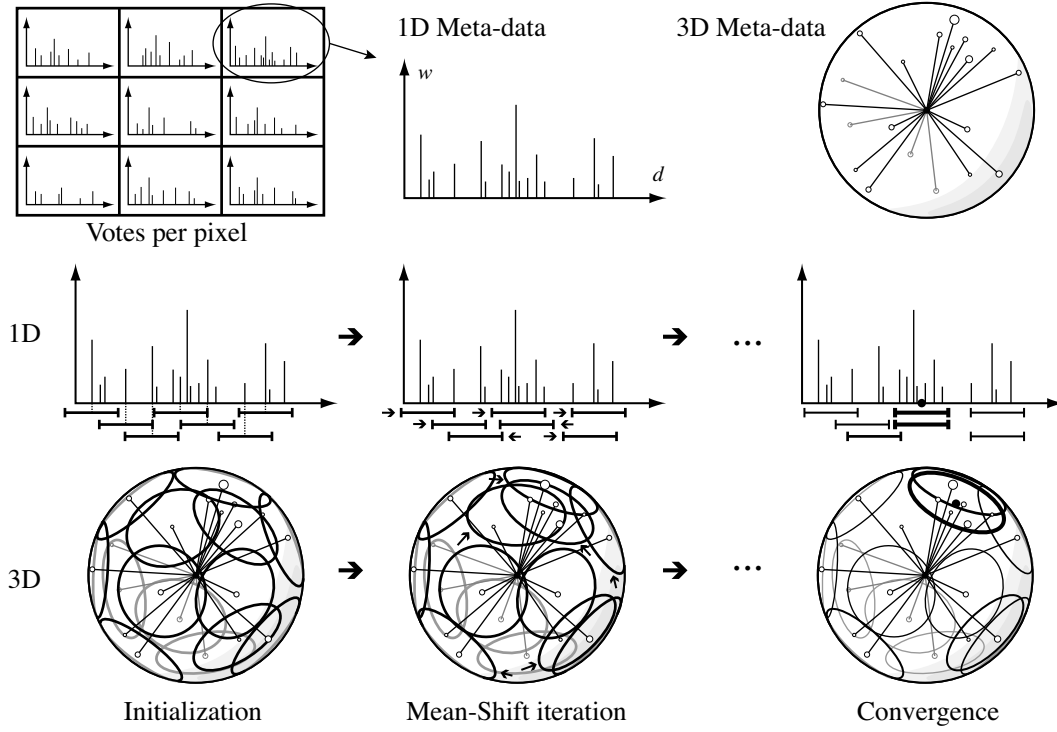 1D Meta-data
3D Meta-data
w
d
Votes per pixel
1D
...
3D
...
Initialization
Mean-Shift iteration
Convergence